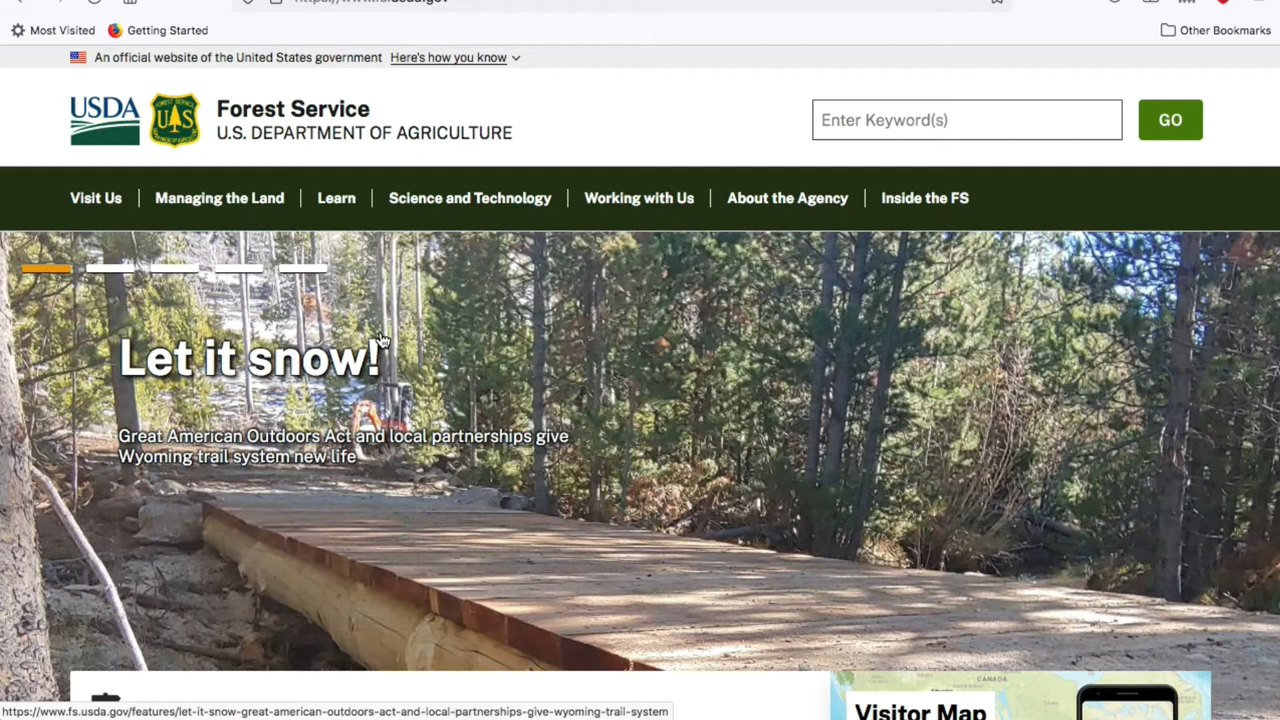 Most Visited
Getting Started
Other Bookmarks
An official website of the United States government Here's how you know
USDA
FOREST SERVICE
U S
Forest Service
U.S. DEPARTMENT OF AGRICULTURE
Enter Keyword(s)
GO
Visit Us
Managing the Land
Learn
Science and Technology
Working with Us
About the Agency
Inside the FS
Let it snow!
Great American Outdoors Act and local partnerships give
Wyoming trail system new life
CANADA
Visitor Map
https://www.fs.usda.gov/features/let-it-snow-great-american-outdoors-act-and-local-partnerships-give-wyoming-trail-system